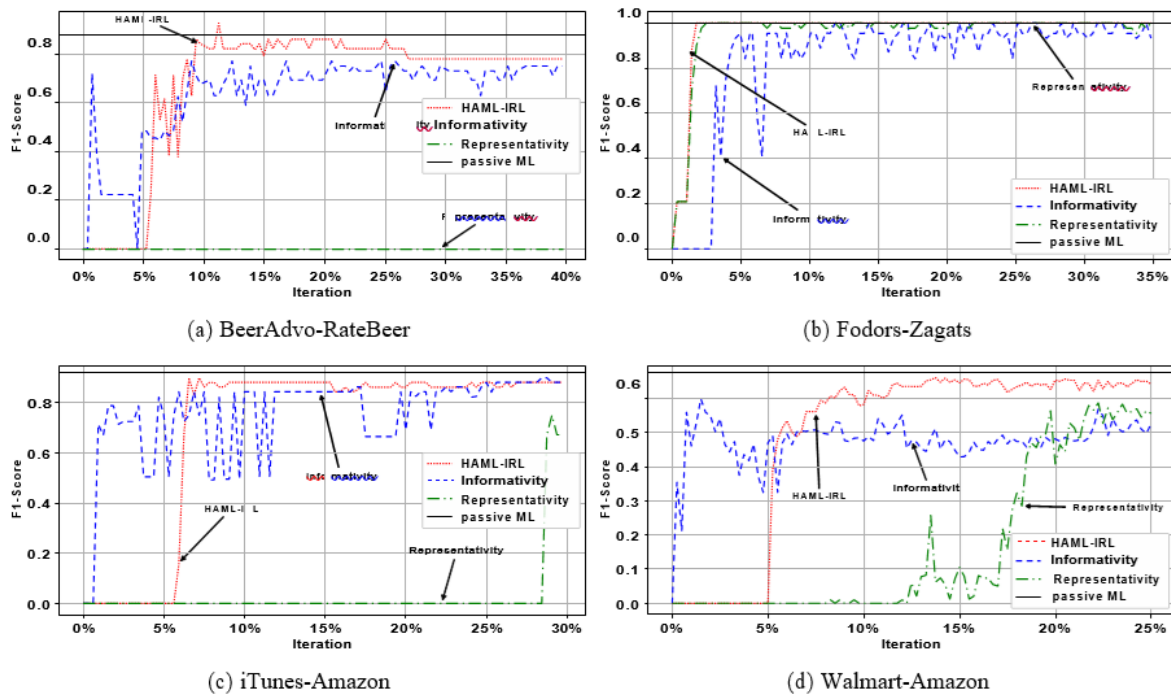 HAML-IRL
0.8
0.6
0.4
0.2
0.0
F1-Score
HAML-IRL
Informativity
Representativity
passive ML
0% 5% 10% 15% 20% 25% 30% 35% 40%
Iteration
(a) BeerAdvo-RateBeer
1.0
0.8
0.6
0.4
0.2
0.0
F1-Score
HAML-IRL
Informativity
Representativity
passive ML
0% 5% 10% 15% 20% 25% 30% 35%
Iteration
(b) Fodors-Zagats
0.8
0.6
0.4
0.2
0.0
F1-Score
Representativity
HAML-IRL
Informativity
Representativity
passive ML
0% 5% 10% 15% 20% 25% 30%
Iteration
(c) iTunes-Amazon
0.6
0.5
0.4
0.3
0.2
0.1
0.0
F1-Score
HAML-IRL
Informativit
Representativity
HAML-IRL
Informativity
Representativity
passive ML
0% 5% 10% 15% 20% 25%
Iteration
(d) Walmart-Amazon